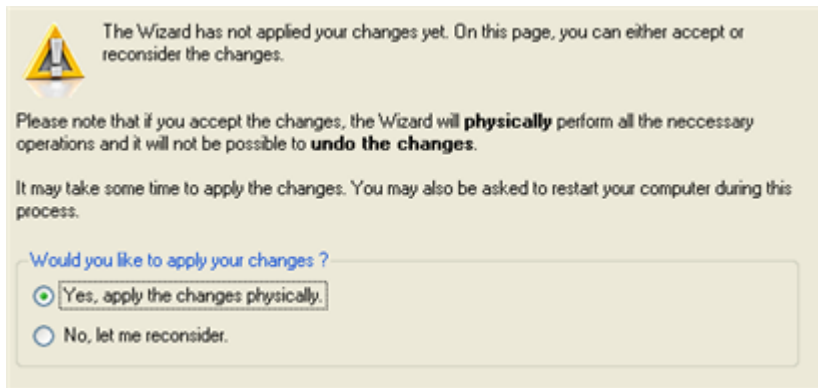 The Wizard has not applied your changes yet. On this page, you can either accept or
reconsider the changes.
Please note that if you accept the changes, the Wizard will physically perform all the neccessary
operations and it will not be possible to undo the changes.
It may take some time to apply the changes. You may also be asked to restart your computer during this
process.
Would you like to apply your changes ?
Yes, apply the changes physically.
No, let me reconsider.